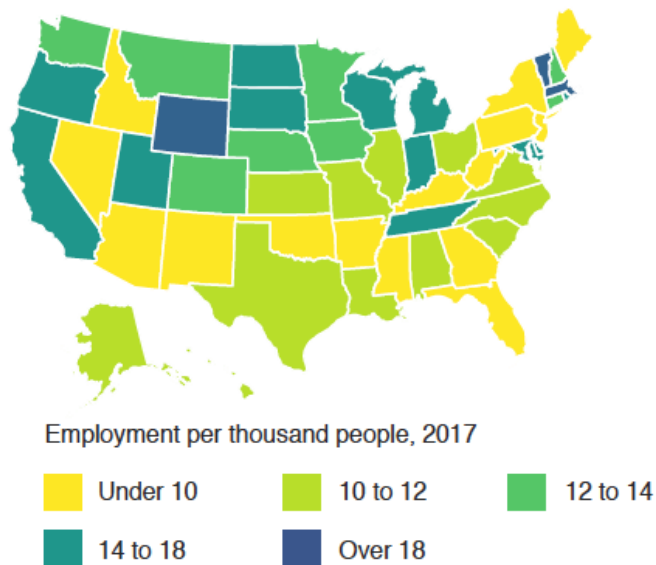 Employment per thousand people, 2017
Under 10
10 to 12
12 to 14
14 to 18
Over 18